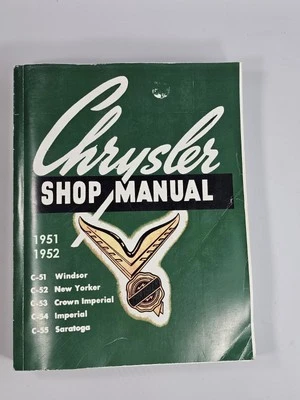 Chrysler
SHOP MANUAL
1951
1952
C-51 Windsor
C-52 New Yorker
C-53 Crown Imperial
C-54 Imperial
C-55 Saratoga